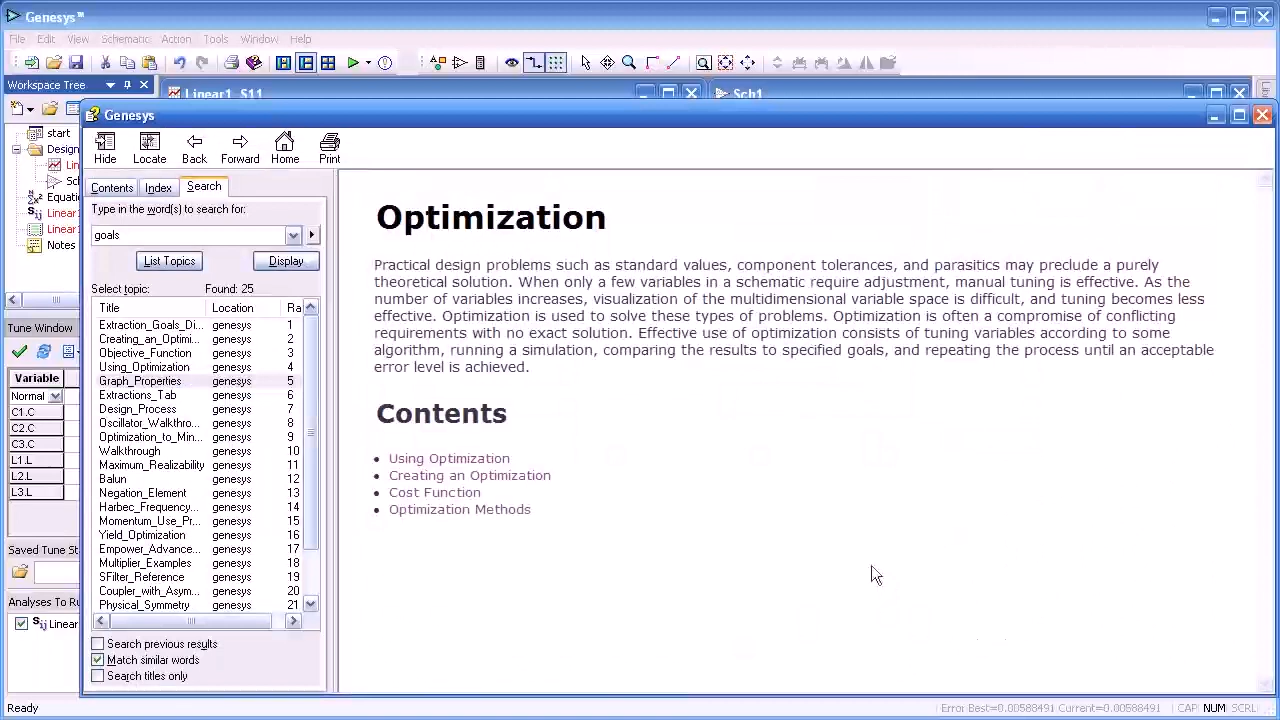 Genesys™
File Edit View Schematic Action Tools Window Help
Workspace Tree
Linear1_S11
Sch1
start
Design
Lin
Sch
Equatio
Linear
Linear
Notes
Genesys
Hide Locate Back Forward Home Print
Contents Index Search
Type in the word(s) to search for:
goals
List Topics Display
Select topic: Found: 25
Title Location Ra
Extraction_Goals_Di... genesys 1
Creating_an_Optimi... genesys 2
Objective_Function genesys 3
Using_Optimization genesys 4
Graph_Properties genesys 5
Extractions_Tab genesys 6
Design_Process genesys 7
Oscillator_Walkthro... genesys 8
Optimization_to_Min... genesys 9
Walkthrough genesys 10
Maximum_Realizability genesys 11
Balun genesys 12
Negation_Element genesys 13
Harbec_Frequency... genesys 14
Momentum_Use_Pr... genesys 15
Yield_Optimization genesys 16
Empower_Advance... genesys 17
Multiplier_Examples genesys 18
SFilter_Reference genesys 19
Coupler_with_Asym... genesys 20
Physical_Symmetry genesys 21
Search previous results
Match similar words
Search titles only
Optimization
Practical design problems such as standard values, component tolerances, and parasitics may preclude a purely
theoretical solution. When only a few variables in a schematic require adjustment, manual tuning is effective. As the
number of variables increases, visualization of the multidimensional variable space is difficult, and tuning becomes less
effective. Optimization is used to solve these types of problems. Optimization is often a compromise of conflicting
requirements with no exact solution. Effective use of optimization consists of tuning variables according to some
algorithm, running a simulation, comparing the results to specified goals, and repeating the process until an acceptable
error level is achieved.
Contents
Using Optimization
Creating an Optimization
Cost Function
Optimization Methods
Tune Window
Variable
Normal
C1.C
C2.C
C3.C
L1.L
L2.L
L3.L
Saved Tune St
Analyses To Ru
Linear
Ready
Error Best=0.00588491 Current=0.00588491 CAP NUM SCRL